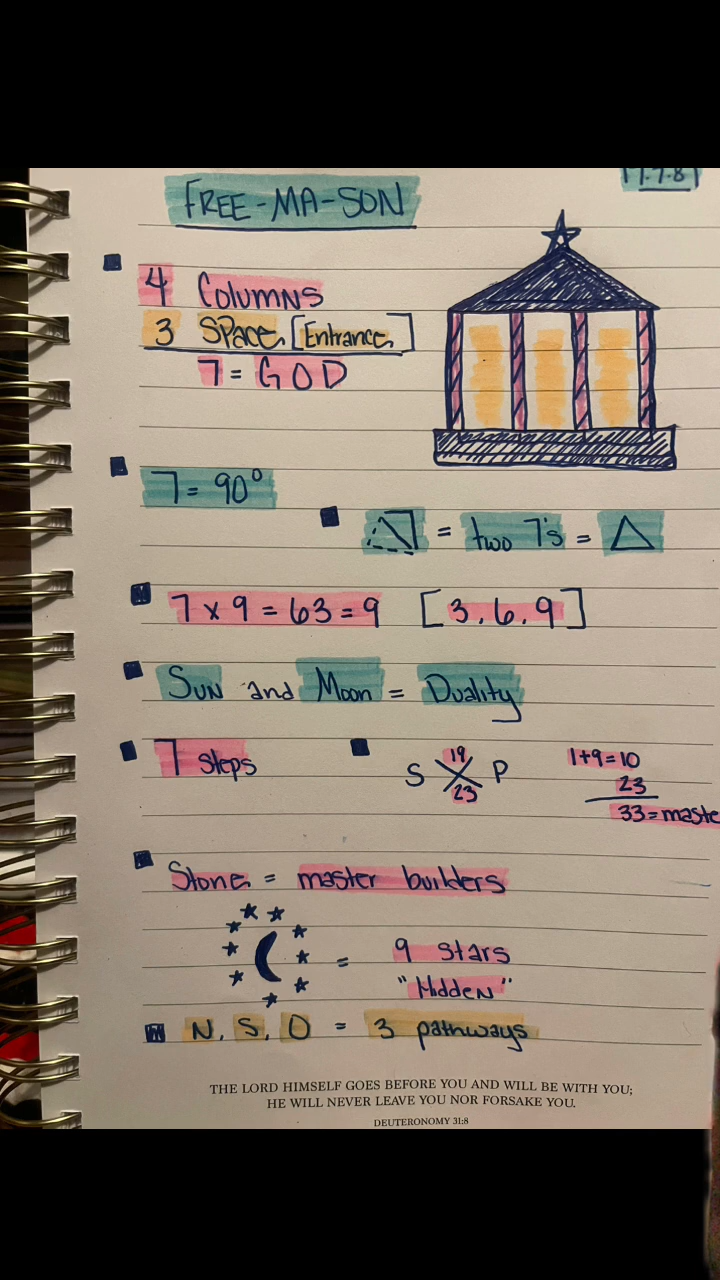 FREE-MA-SON
4 Columns
3 Space [Entrance]
7 = GOD
7 = 90°
= two 7's =
7 x 9 = 63 = 9 [3.6.9]
Sun and Moon = Duality
7 Steps
S 19 P
23
1+9=10
23
33=maste
Stone = master builders
= 9 stars
"Hidden"
N, S, O = 3 pathways
THE LORD HIMSELF GOES BEFORE YOU AND WILL BE WITH YOU;
HE WILL NEVER LEAVE YOU NOR FORSAKE YOU.
DEUTERONOMY 31:8